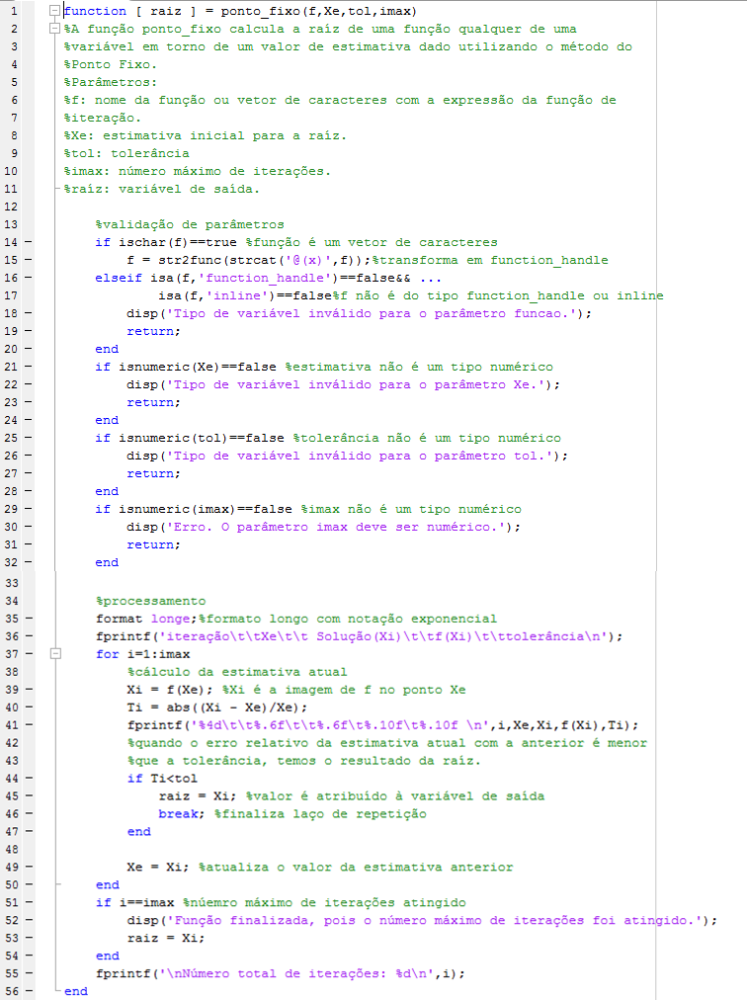 1 function [ raiz ] = ponto_fixo(f,Xe,tol,imax)
2 %A função ponto_fixo calcula a raíz de uma função qualquer de uma
3 %variável em torno de um valor de estimativa dado utilizando o método do
4 %Ponto Fixo.
5 %Parâmetros:
6 %f: nome da função ou vetor de caracteres com a expressão da função de
7 %iteração.
8 %Xe: estimativa inicial para a raíz.
9 %tol: tolerância
10 %imax: número máximo de iterações.
11 %raíz: variável de saída.
12
13 %validação de parâmetros
14 if ischar(f)==true %função é um vetor de caracteres
15 f = str2func(strcat('@(x)',f));%transforma em function_handle
16 elseif isa(f,'function_handle')==false&& ...
17 isa(f,'inline')==false%f não é do tipo function_handle ou inline
18 disp('Tipo de variável inválido para o parâmetro funcao.');
19 return;
20 end
21 if isnumeric(Xe)==false %estimativa não é um tipo numérico
22 disp('Tipo de variável inválido para o parâmetro Xe.');
23 return;
24 end
25 if isnumeric(tol)==false %tolerância não é um tipo numérico
26 disp('Tipo de variável inválido para o parâmetro tol.');
27 return;
28 end
29 if isnumeric(imax)==false %imax não é um tipo numérico
30 disp('Erro. O parâmetro imax deve ser numérico.');
31 return;
32 end
33
34 %processamento
35 format longe;%formato longo com notação exponencial
36 fprintf('iteração\t\tXe\t\t Solução(Xi)\t\tf(Xi)\t\ttolerância\n');
37 for i=1:imax
38 %cálculo da estimativa atual
39 Xi = f(Xe); %Xi é a imagem de f no ponto Xe
40 Ti = abs((Xi - Xe)/Xe);
41 fprintf('%4d\t\t%.6f\t\t%.6f\t%.10f\t%.10f \n',i,Xe,Xi,f(Xi),Ti);
42 %quando o erro relativo da estimativa atual com a anterior é menor
43 %que a tolerância, temos o resultado da raíz.
44 if Ti<tol
45 raiz = Xi; %valor é atribuído à variável de saída
46 break; %finaliza laço de repetição
47 end
48
49 Xe = Xi; %atualiza o valor da estimativa anterior
50 end
51 if i==imax %núemro máximo de iterações atingido
52 disp('Função finalizada, pois o número máximo de iterações foi atingido.');
53 raiz = Xi;
54 end
55 fprintf('\nNúmero total de iterações: %d\n',i);
56 end